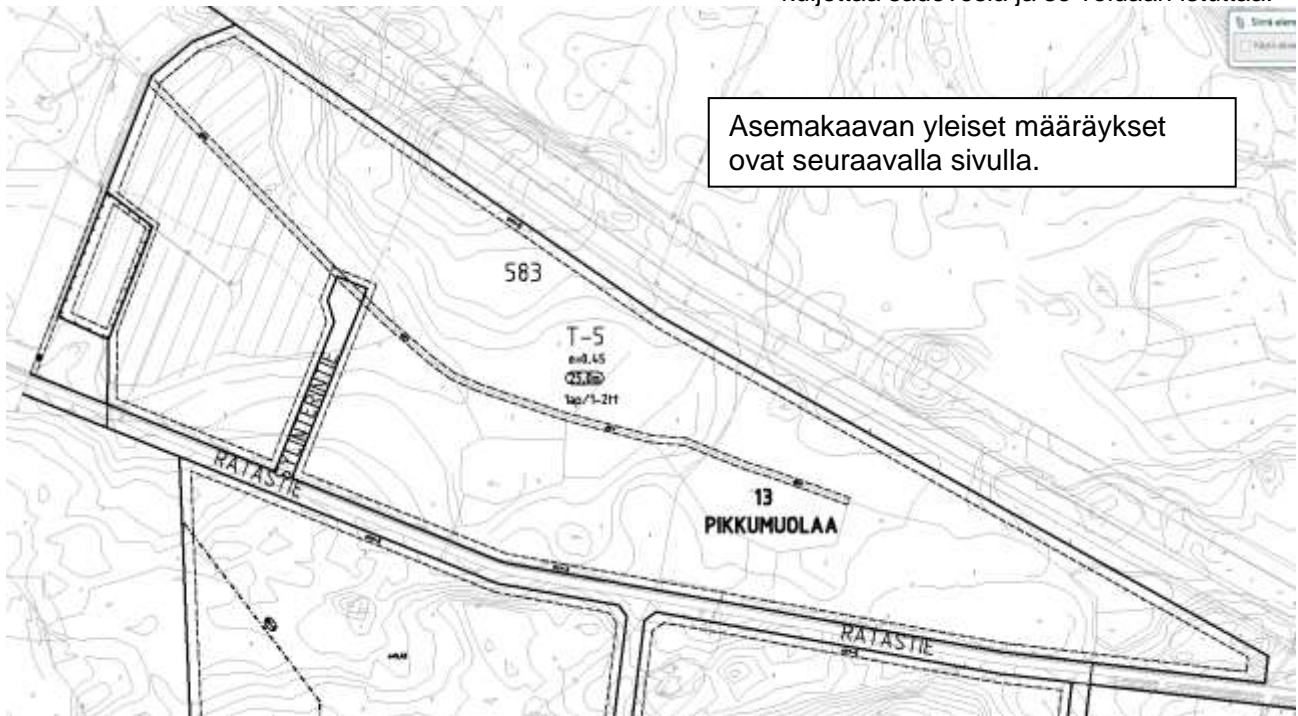 Asemakaavan yleiset määräykset
ovat seuraavalla sivulla.
583
T-5
e=0.45
25.0m
1ap/1-2tt
SYLINTERINTIE
RATASTIE
13
PIKKUMUOLAA
RATASTIE